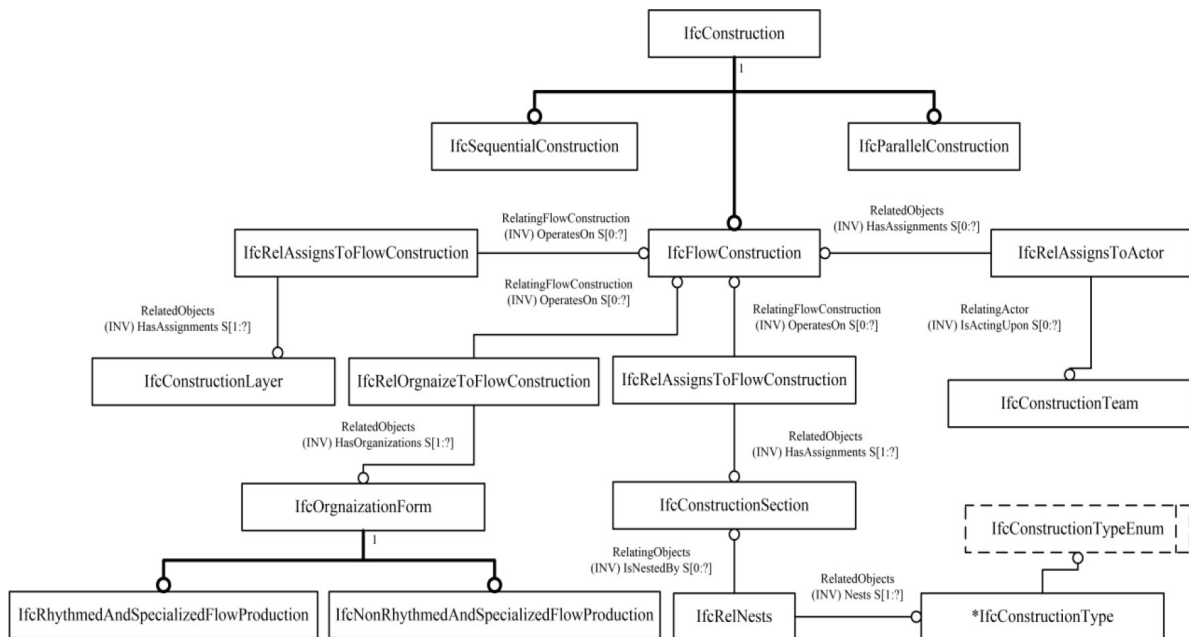 IfcConstruction
1
IfcSequentialConstruction
IfcParallelConstruction
RelatingFlowConstruction
(INV) OperatesOn S[0:?]
RelatedObjects
(INV) HasAssignments S[0:?]
IfcRelAssignsToFlowConstruction
IfcFlowConstruction
IfcRelAssignsToActor
RelatingFlowConstruction
(INV) OperatesOn S[0:?]
RelatedObjects
(INV) HasAssignments S[1:?]
RelatingFlowConstruction
(INV) OperatesOn S[0:?]
RelatingActor
(INV) IsActingUpon S[0:?]
IfcConstructionLayer
IfcRelOrgnaizeToFlowConstruction
IfcRelAssignsToFlowConstruction
IfcConstructionTeam
RelatedObjects
(INV) HasOrganizations S[1:?]
RelatedObjects
(INV) HasAssignments S[1:?]
IfcOrgnaizationForm
IfcConstructionSection
IfcConstructionTypeEnum
1
RelatingObjects
(INV) IsNestedBy S[0:?]
RelatedObjects
(INV) Nests S[1:?]
IfcRhythmedAndSpecializedFlowProduction
IfcNonRhythmedAndSpecializedFlowProduction
IfcRelNests
*IfcConstructionType